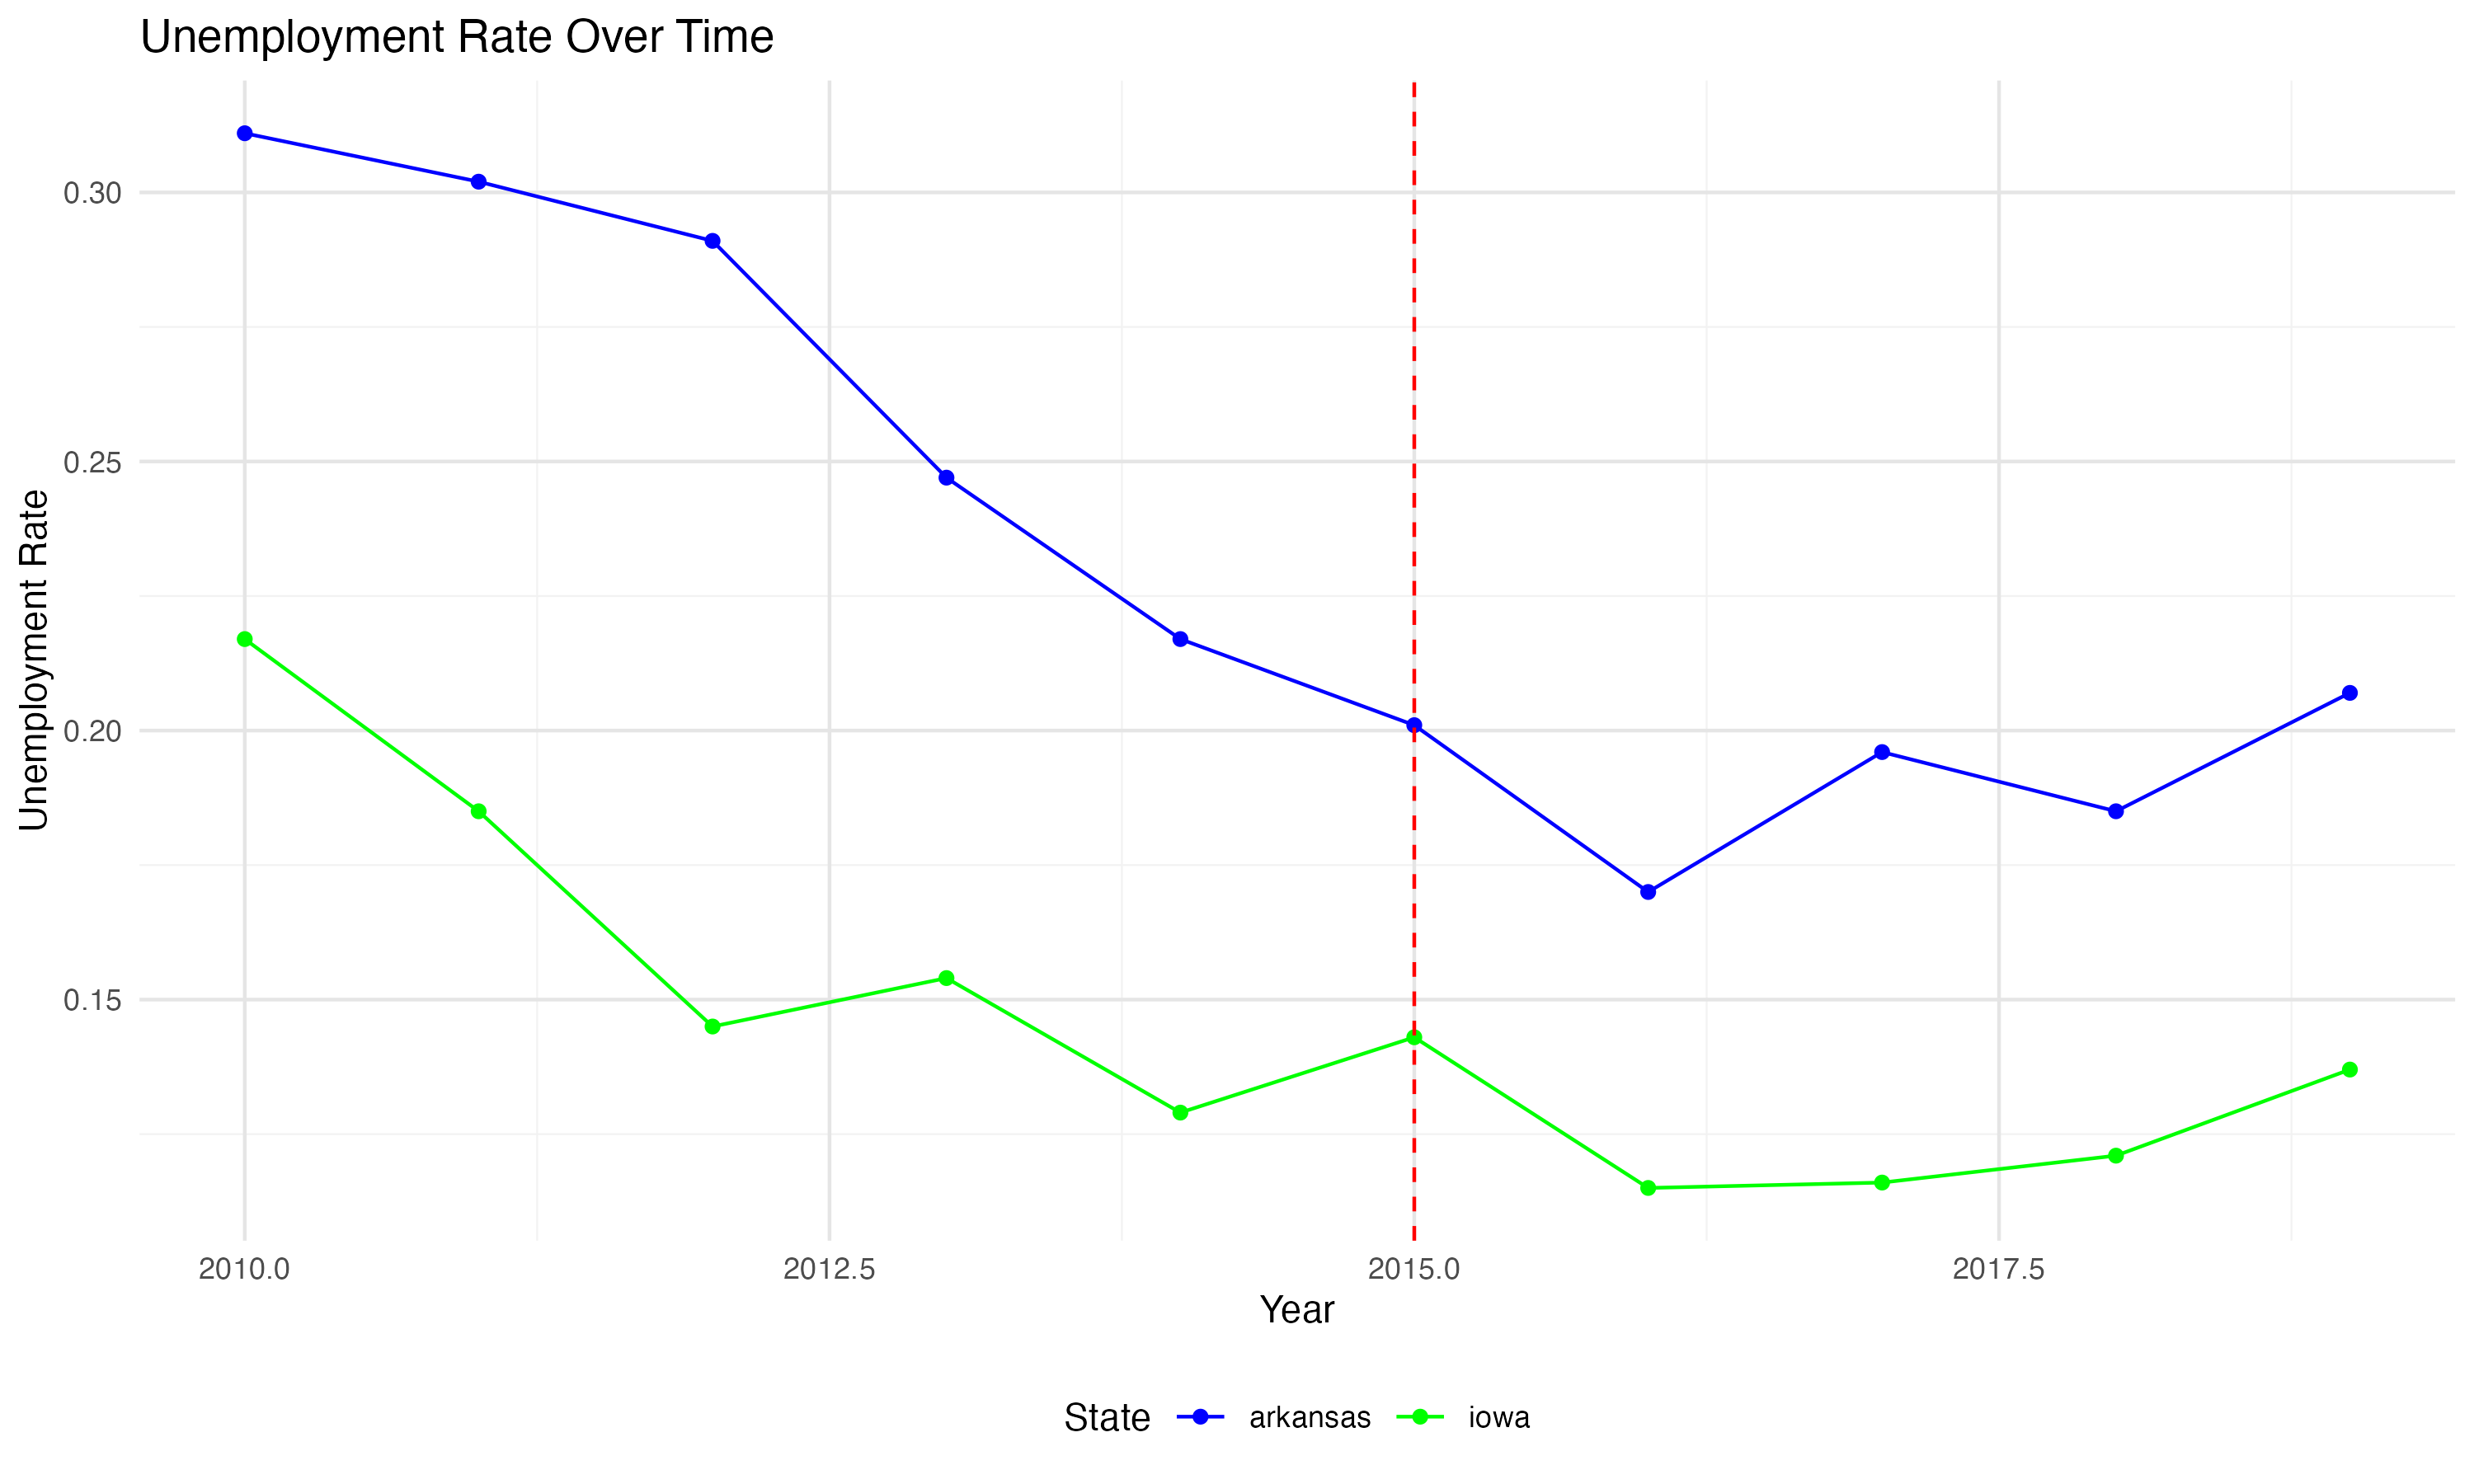 Unemployment Rate Over Time
Unemployment Rate
0.30
0.25
0.20
0.15
2010.0 2012.5 2015.0 2017.5
Year
State arkansas iowa